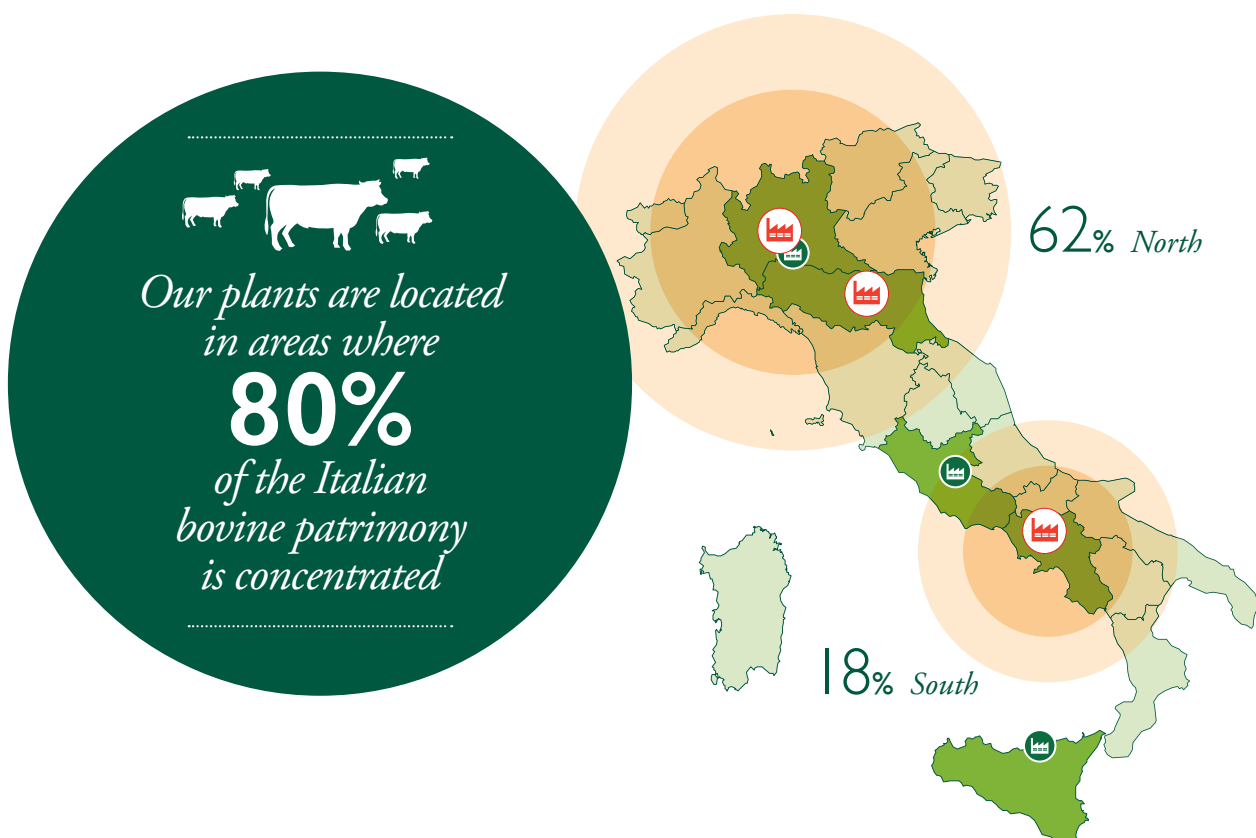 Our plants are located
in areas where
80%
of the Italian
bovine patrimony
is concentrated
62% North
18% South